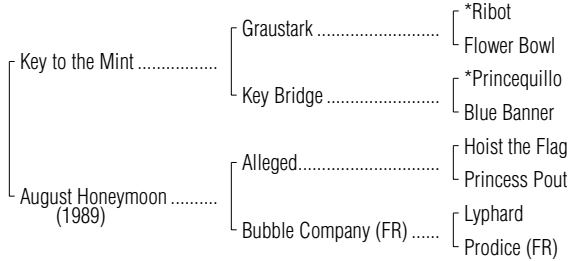 *Ribot
Graustark
Flower Bowl
Key to the Mint
*Princequillo
Key Bridge
Blue Banner
Hoist the Flag
Alleged
Princess Pout
August Honeymoon
(1989)
Lyphard
Bubble Company (FR)
Prodice (FR)